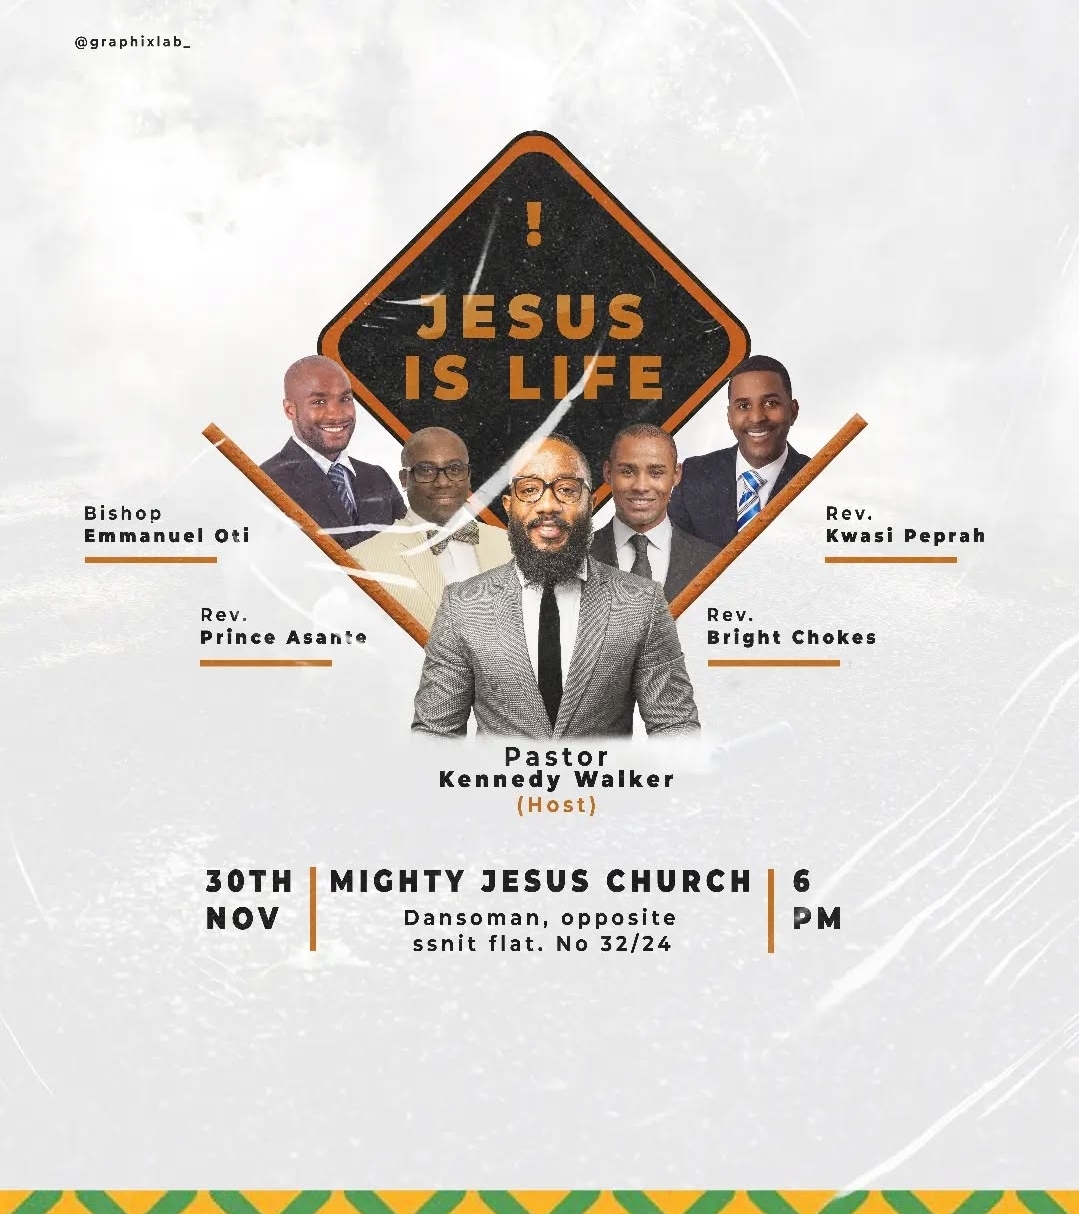 @graphixlab_
!
JESUS
IS LIFE
Bishop
Emmanuel Oti
Rev.
Kwasi Peprah
Rev.
Prince Asante
Rev.
Bright Chokes
Pastor
Kennedy Walker
(Host)
30TH
NOV
MIGHTY JESUS CHURCH
Dansoman, opposite
ssnit flat. No 32/24
6
PM